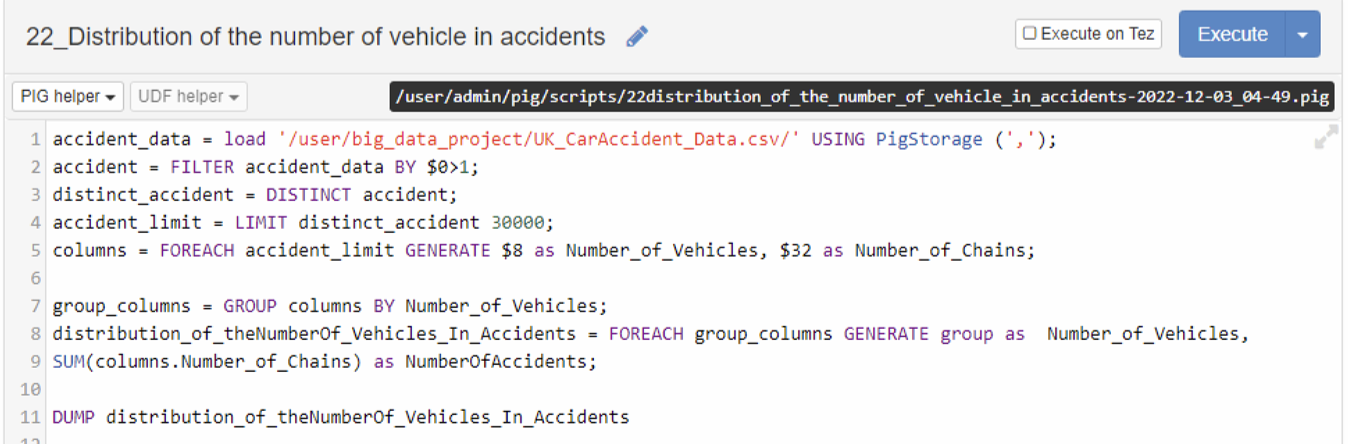 22_Distribution of the number of vehicle in accidents
Execute on Tez
Execute
PIG helper
UDF helper
/user/admin/pig/scripts/22distribution_of_the_number_of_vehicle_in_accidents-2022-12-03_04-49.pig
1 accident_data = load '/user/big_data_project/UK_CarAccident_Data.csv/' USING PigStorage (',');
2 accident = FILTER accident_data BY $0>1;
3 distinct_accident = DISTINCT accident;
4 accident_limit = LIMIT distinct_accident 30000;
5 columns = FOREACH accident_limit GENERATE $8 as Number_of_Vehicles, $32 as Number_of_Chains;
6
7 group_columns = GROUP columns BY Number_of_Vehicles;
8 distribution_of_theNumberOf_Vehicles_In_Accidents = FOREACH group_columns GENERATE group as  Number_of_Vehicles,
9 SUM(columns.Number_of_Chains) as NumberOfAccidents;
10
11 DUMP distribution_of_theNumberOf_Vehicles_In_Accidents
12